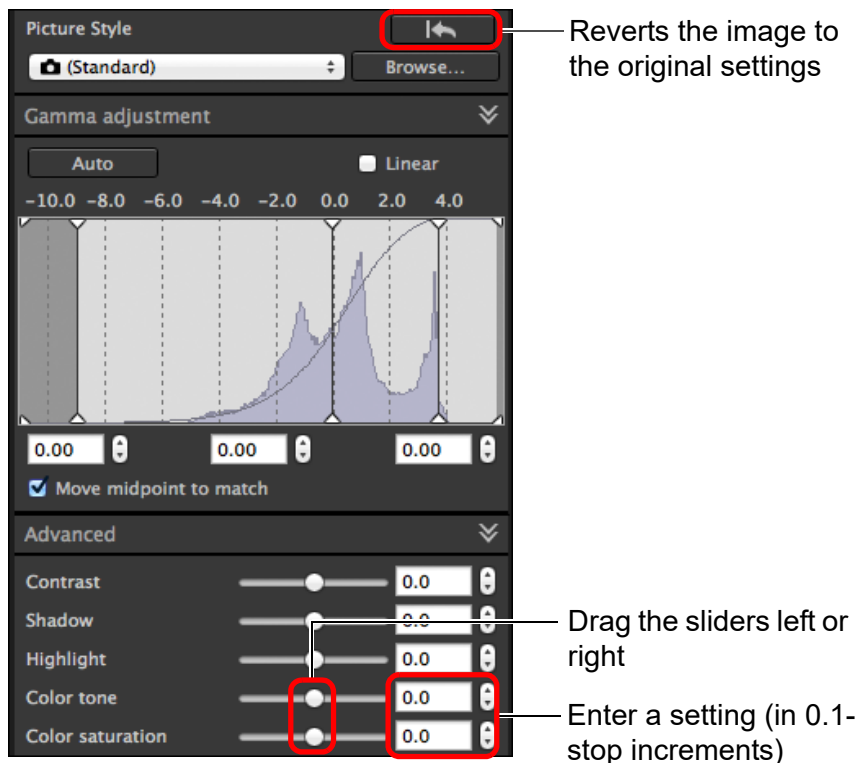 Picture Style
Reverts the image to
the original settings
(Standard)
Browse...
Gamma adjustment
Auto
Linear
-10.0 -8.0 -6.0 -4.0 -2.0 0.0 2.0 4.0
0.00 0.00 0.00
Move midpoint to match
Advanced
Contrast 0.0
Shadow 0.0
Highlight 0.0
Color tone 0.0
Color saturation 0.0
Drag the sliders left or
right
Enter a setting (in 0.1-
stop increments)